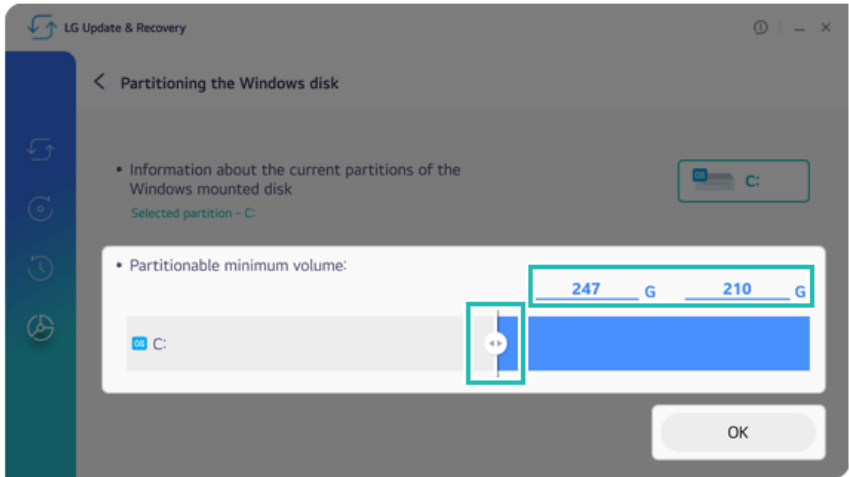 LG Update & Recovery
Partitioning the Windows disk
• Information about the current partitions of the
Windows mounted disk
Selected partition - C:
OS C:
• Partitionable minimum volume:
247 G 210 G
OS C:
OK